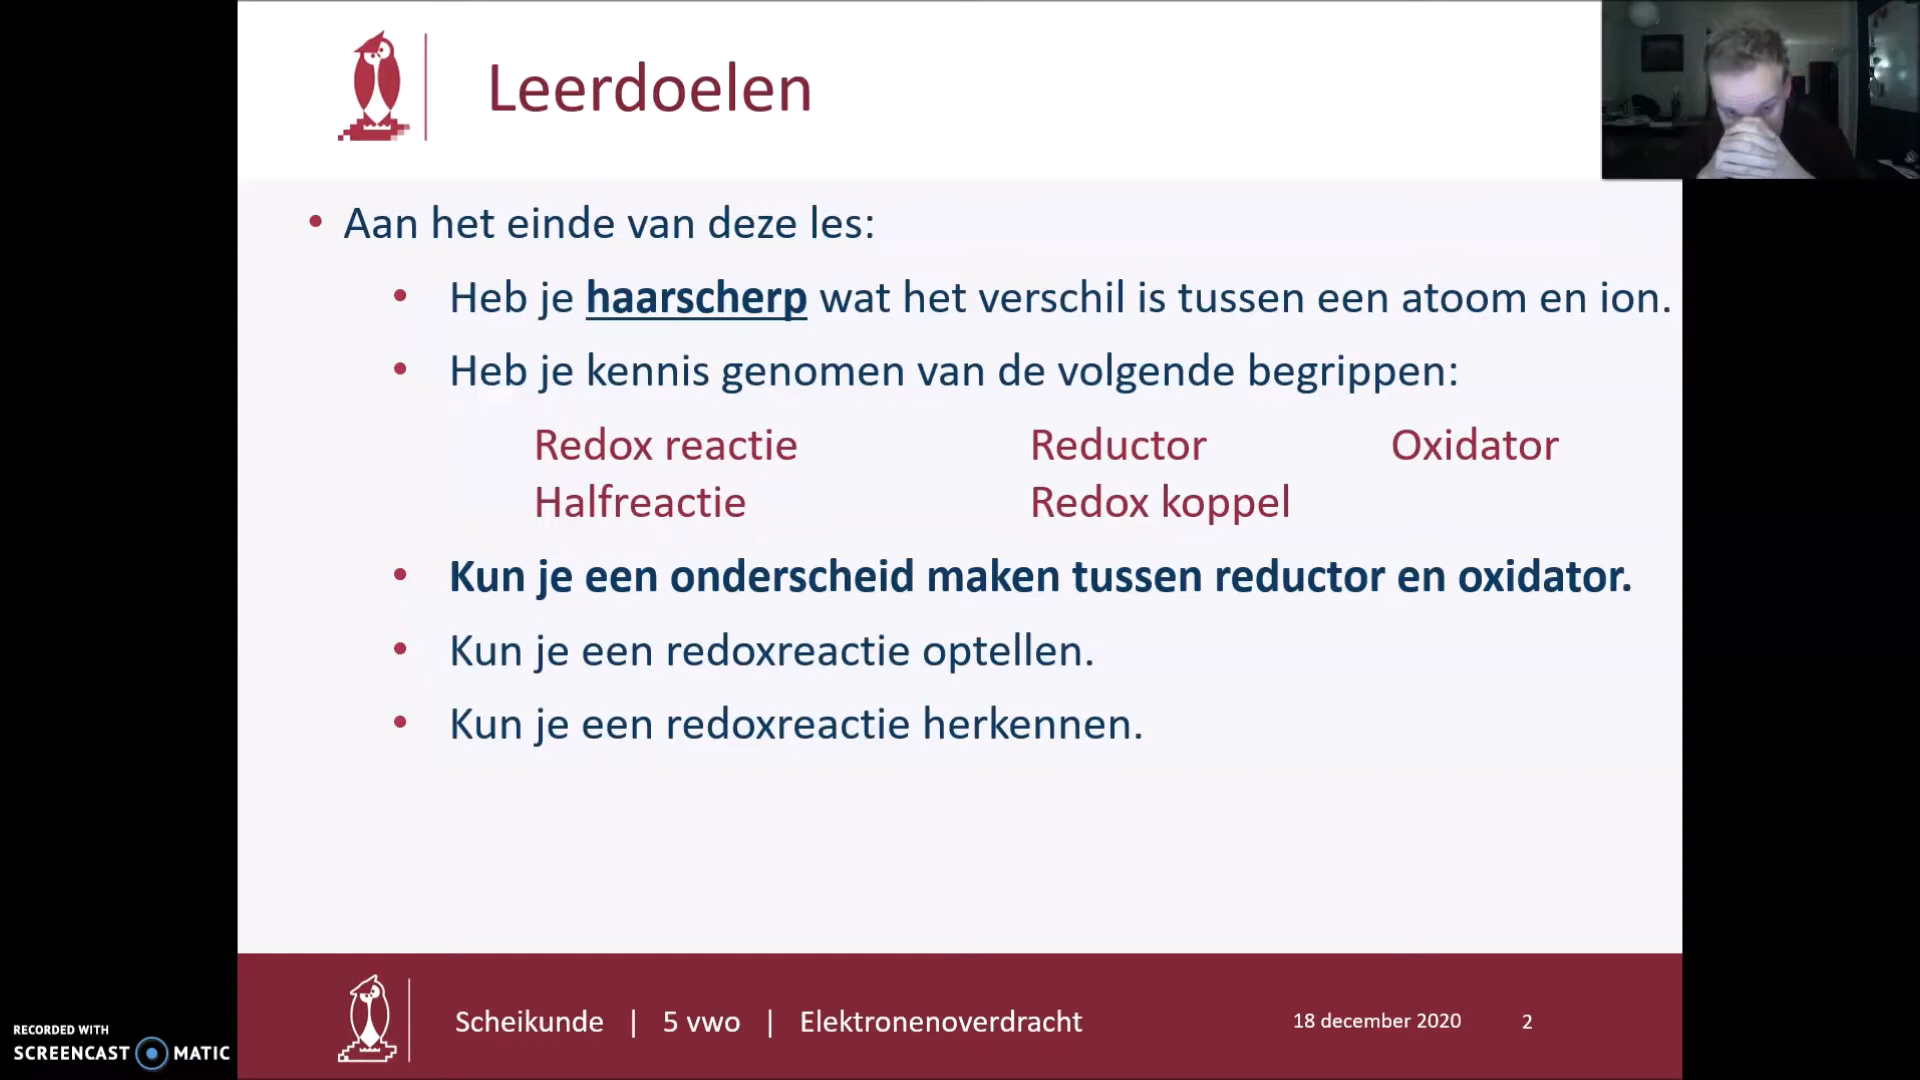 Leerdoelen
• Aan het einde van deze les:
• Heb je haarscherp wat het verschil is tussen een atoom en ion.
• Heb je kennis genomen van de volgende begrippen:
Redox reactie Reductor Oxidator
Halfreactie Redox koppel
• Kun je een onderscheid maken tussen reductor en oxidator.
• Kun je een redoxreactie optellen.
• Kun je een redoxreactie herkennen.
Scheikunde | 5 vwo | Elektronenoverdracht 18 december 2020 2
RECORDED WITH
SCREENCAST MATIC